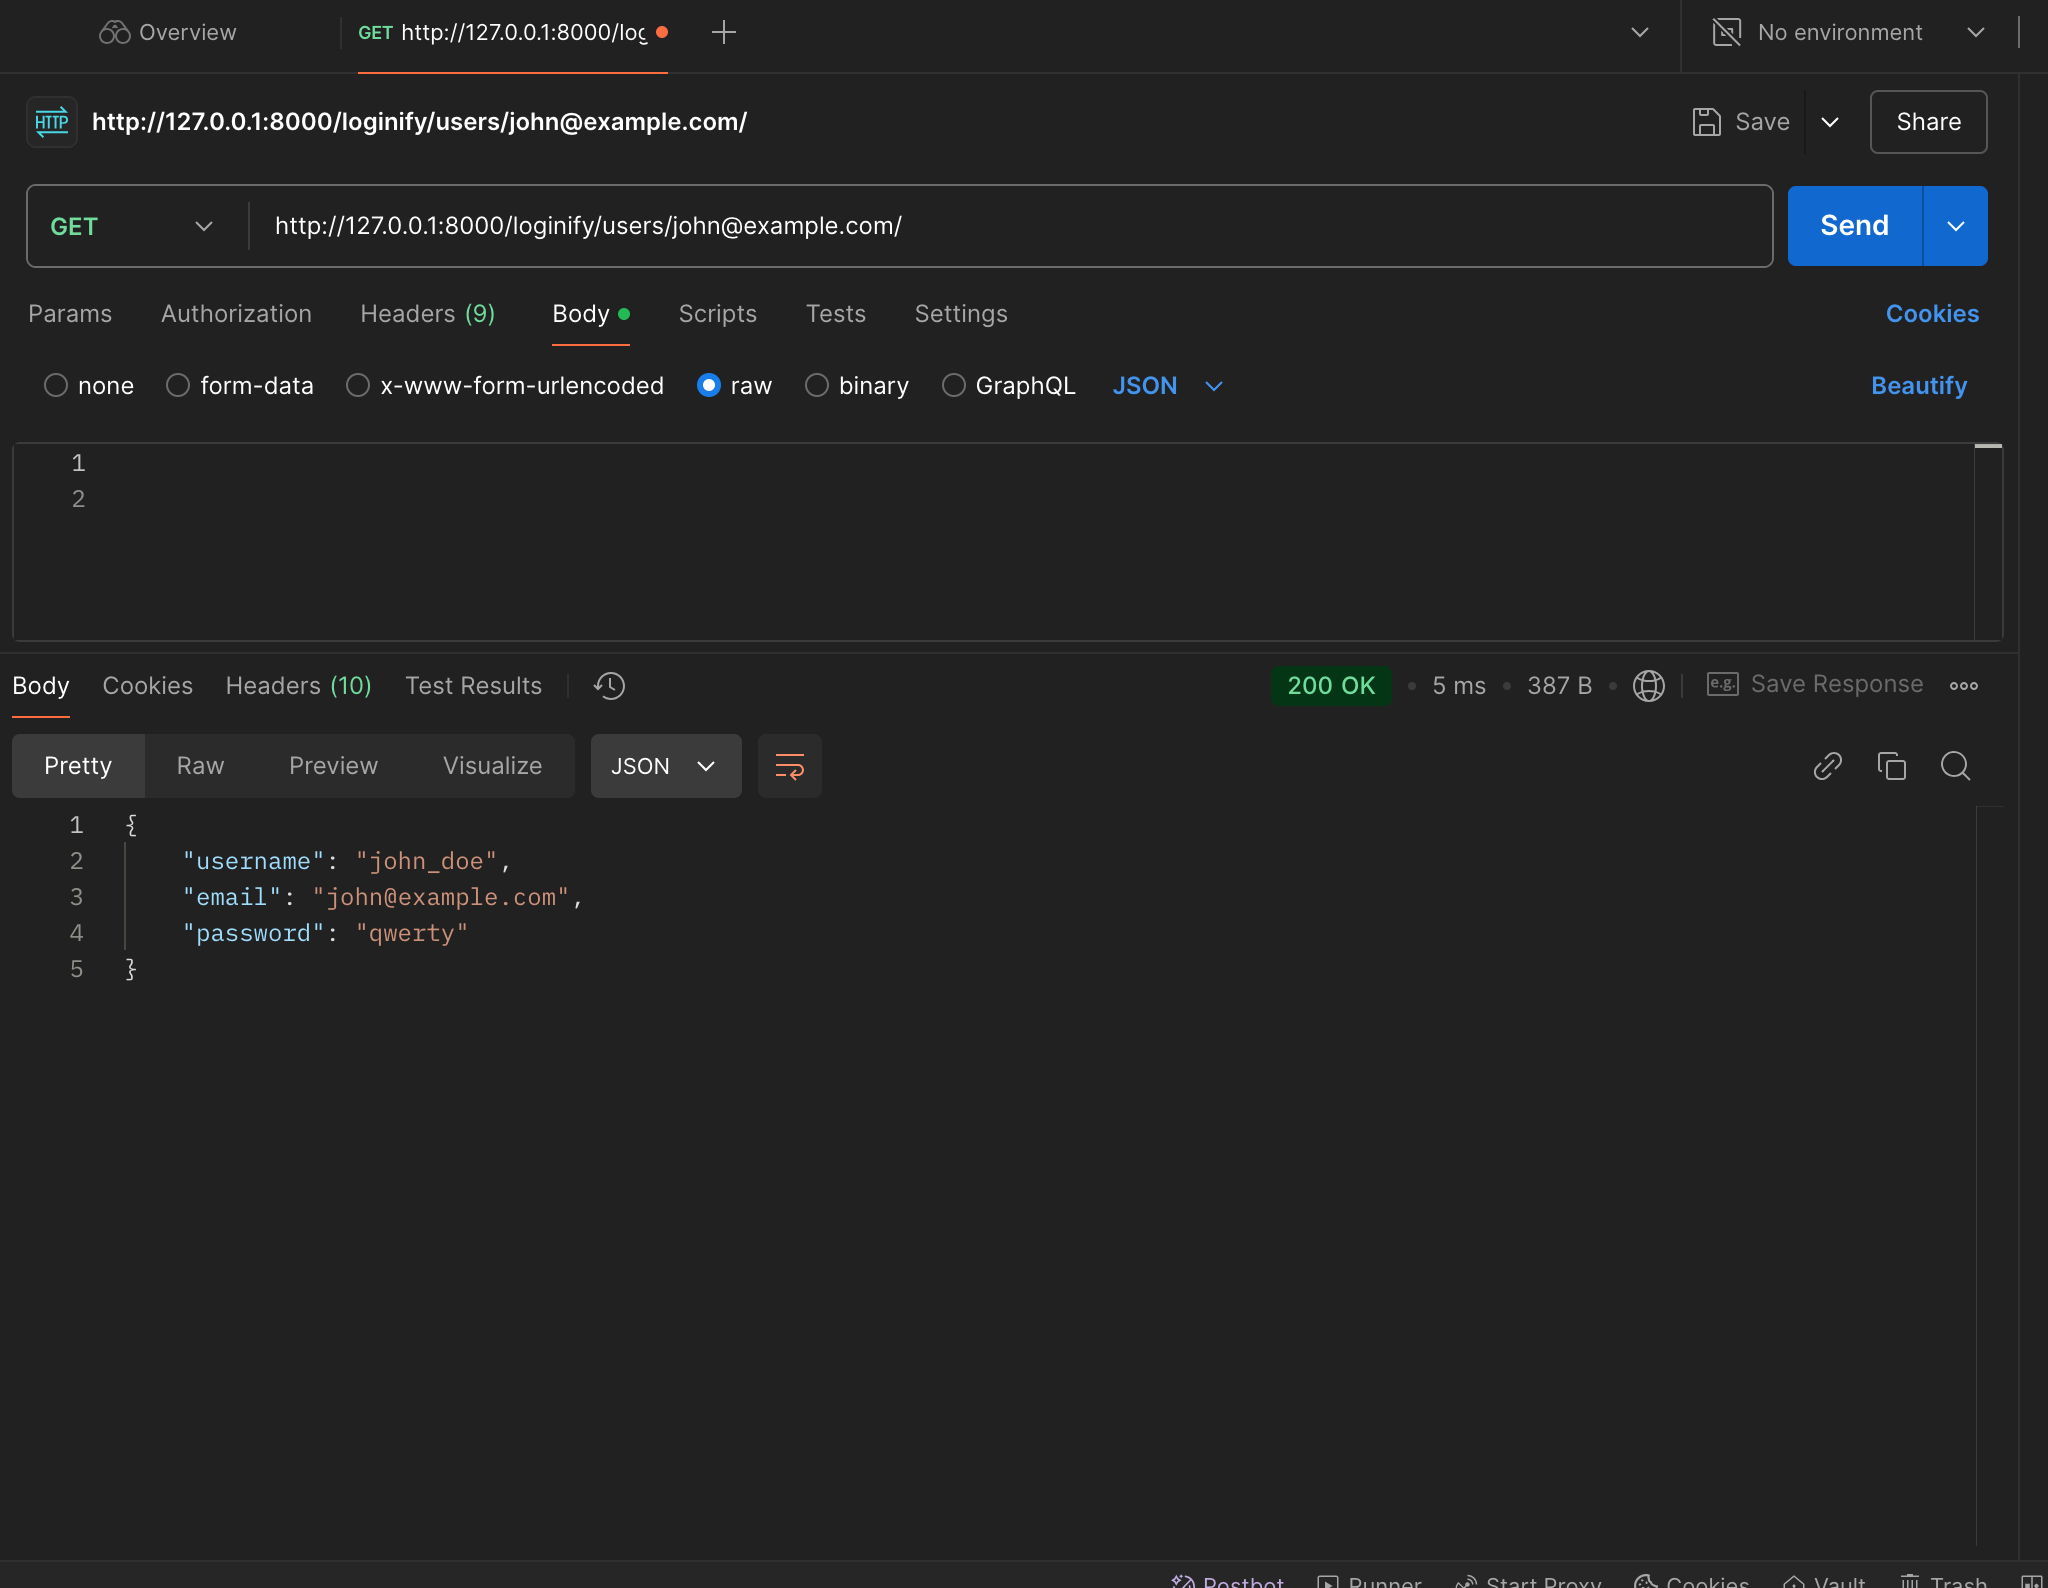 Overview
GET http://127.0.0.1:8000/log
No environment
HTTP http://127.0.0.1:8000/loginify/users/john@example.com/
Save
Share
GET http://127.0.0.1:8000/loginify/users/john@example.com/
Send
Params Authorization Headers (9) Body Scripts Tests Settings Cookies
none form-data x-www-form-urlencoded raw binary GraphQL JSON Beautify
1
2
Body Cookies Headers (10) Test Results 200 OK 5 ms 387 B e.g. Save Response
Pretty Raw Preview Visualize JSON
1 {
2 "username": "john_doe",
3 "email": "john@example.com",
4 "password": "qwerty"
5 }
Postbot Runner Start Proxy Cookies Vault Trash